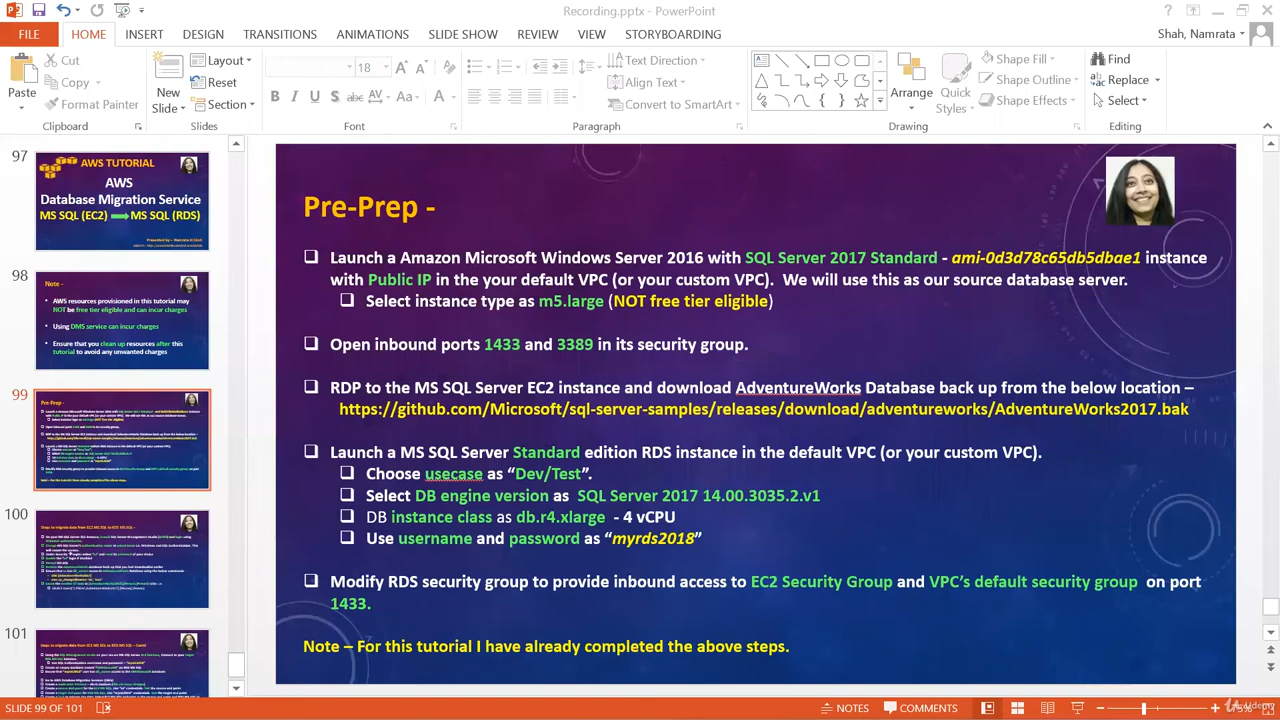 Recording.pptx - PowerPoint
FILE HOME INSERT DESIGN TRANSITIONS ANIMATIONS SLIDE SHOW REVIEW VIEW STORYBOARDING Shah, Namrata
Paste
Cut
Copy
Format Painter
Clipboard
New Slide
Layout
Reset
Section
Slides
18
B I U S abc AV Aa A
Font
Text Direction
Align Text
Convert to SmartArt
Paragraph
Arrange
Quick Styles
Shape Fill
Shape Outline
Shape Effects
Drawing
Find
Replace
Select
Editing
97
AWS TUTORIAL
AWS
Database Migration Service
MS SQL (EC2) MS SQL (RDS)
98
Note -
AWS resources provisioned in this tutorial may
NOT be free tier eligible and can incur charges
Using DMS service can incur charges
Ensure that you clean up resources after this
tutorial to avoid any unwanted charges
99
100
101
Pre-Prep -
Launch a Amazon Microsoft Windows Server 2016 with SQL Server 2017 Standard - ami-0d3d78c65db5dbae1 instance
with Public IP in the your default VPC (or your custom VPC). We will use this as our source database server.
Select instance type as m5.large (NOT free tier eligible)
Open inbound ports 1433 and 3389 in its security group.
RDP to the MS SQL Server EC2 instance and download AdventureWorks Database back up from the below location –
https://github.com/Microsoft/sql-server-samples/releases/download/adventureworks/AdventureWorks2017.bak
Launch a MS SQL Server Standard edition RDS instance in the default VPC (or your custom VPC).
Choose usecase as “Dev/Test”.
Select DB engine version as SQL Server 2017 14.00.3035.2.v1
DB instance class as db.r4.xlarge - 4 vCPU
Use username and password as “myrds2018”
Modify RDS security group to provide inbound access to EC2 Security Group and VPC’s default security group on port
1433.
Note – For this tutorial I have already completed the above steps.
SLIDE 99 OF 101 NOTES COMMENTS